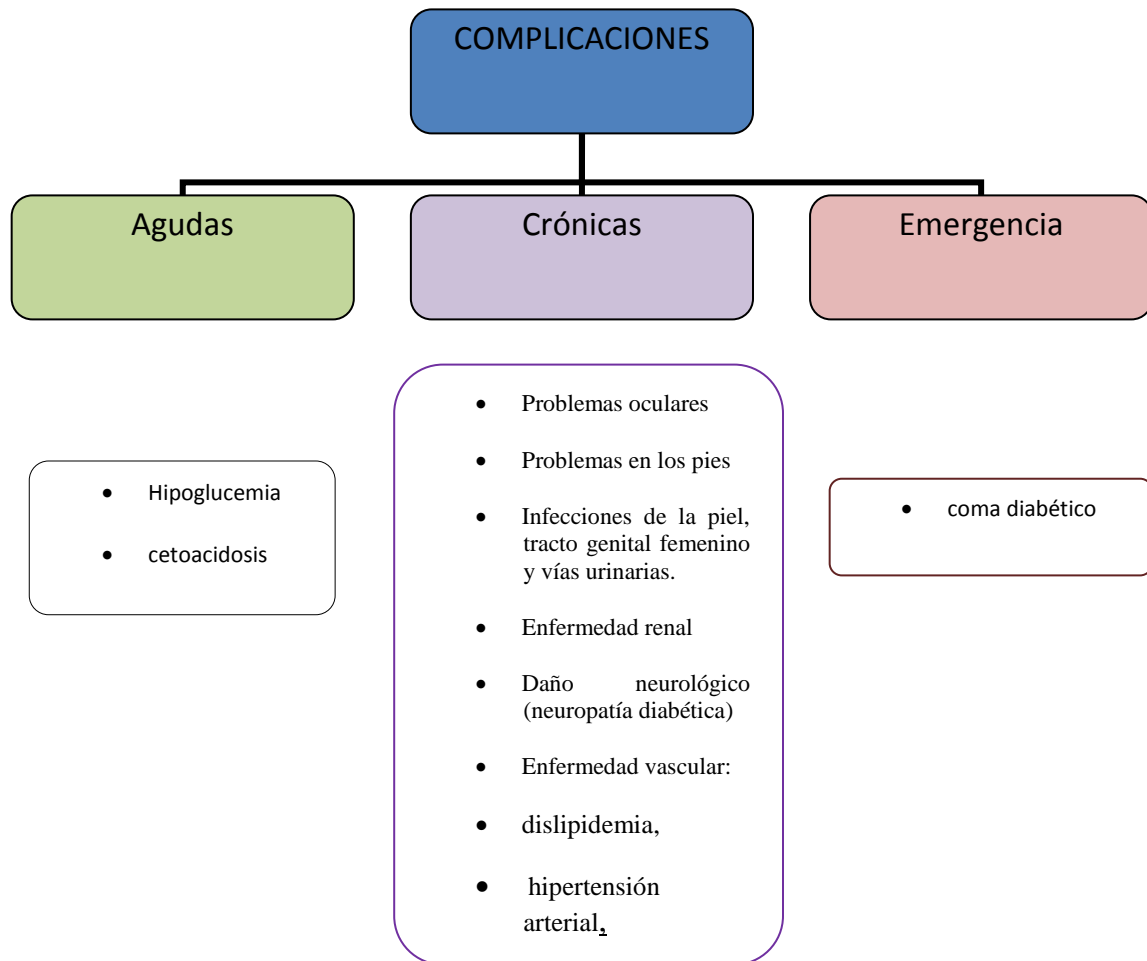 COMPLICACIONES
Agudas
Crónicas
Emergencia
• Hipoglucemia
• cetoacidosis
• Problemas oculares
• Problemas en los pies
• Infecciones de la piel,
tracto genital femenino
y vías urinarias.
• Enfermedad renal
• Daño neurológico
(neuropatía diabética)
• Enfermedad vascular:
• dislipidemia,
• hipertensión
arterial,
• coma diabético